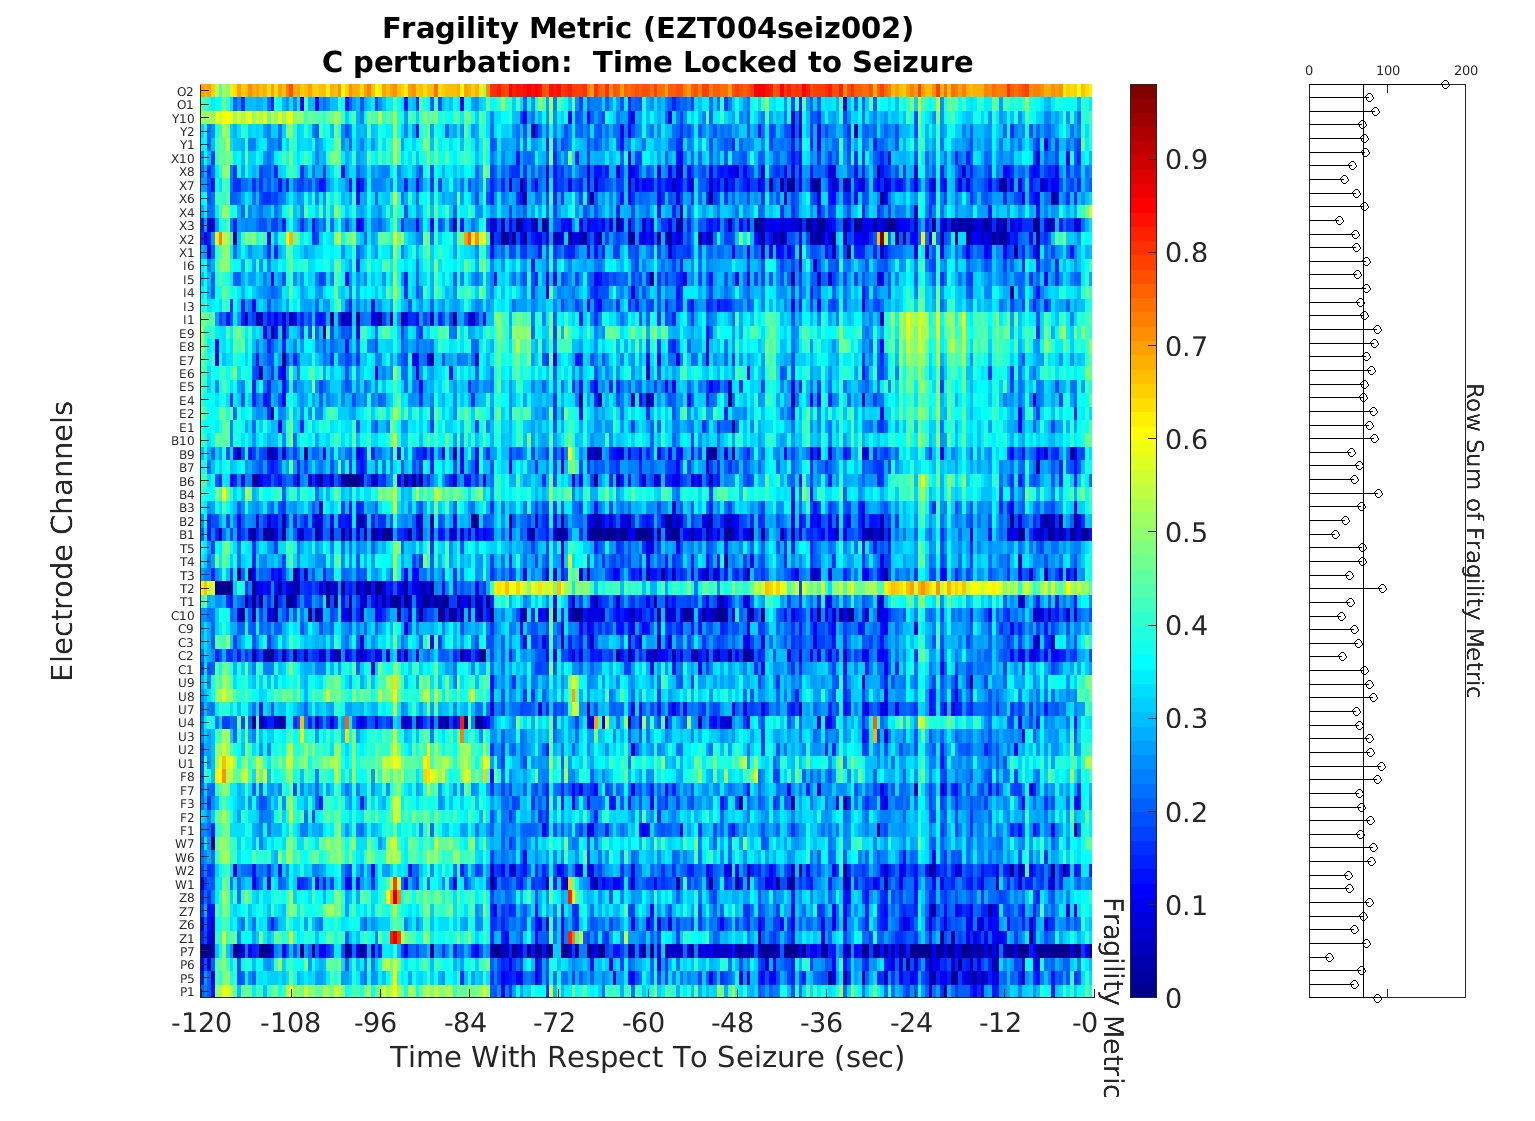 Fragility Metric (EZT004seiz002)
C perturbation:  Time Locked to Seizure
0 100 200
O2
O1
Y10
Y2
Y1
X10
X8
X7
X6
X4
X3
X2
X1
I6
I5
I4
I3
I1
E9
E8
E7
E6
E5
E4
E2
E1
B10
B9
B7
B6
B4
B3
B2
B1
T5
T4
T3
T2
T1
C10
C9
C3
C2
C1
U9
U8
U7
U4
U3
U2
U1
F8
F7
F3
F2
F1
W7
W6
W2
W1
Z8
Z7
Z6
Z1
P7
P6
P5
P1
Electrode Channels
-120 -108 -96 -84 -72 -60 -48 -36 -24 -12 -0
Time With Respect To Seizure (sec)
0.9
0.8
0.7
0.6
0.5
0.4
0.3
0.2
0.1
0
Fragility Metric
Row Sum of Fragility Metric